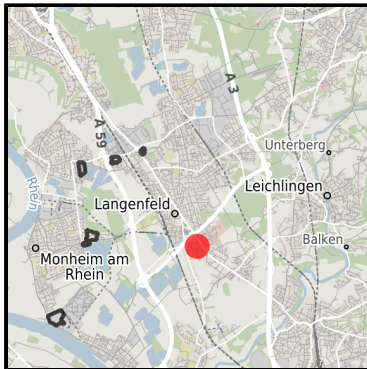 A 3
A 59
Unterberg
Rhein
Leichlingen
Langenfeld
Balken
Monheim am
Rhein